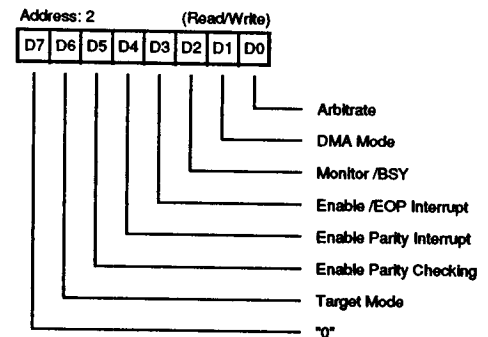 Address: 2 (Read/Write)
D7 D6 D5 D4 D3 D2 D1 D0
Arbitrate
DMA Mode
Monitor /BSY
Enable /EOP Interrupt
Enable Parity Interrupt
Enable Parity Checking
Target Mode
"0"